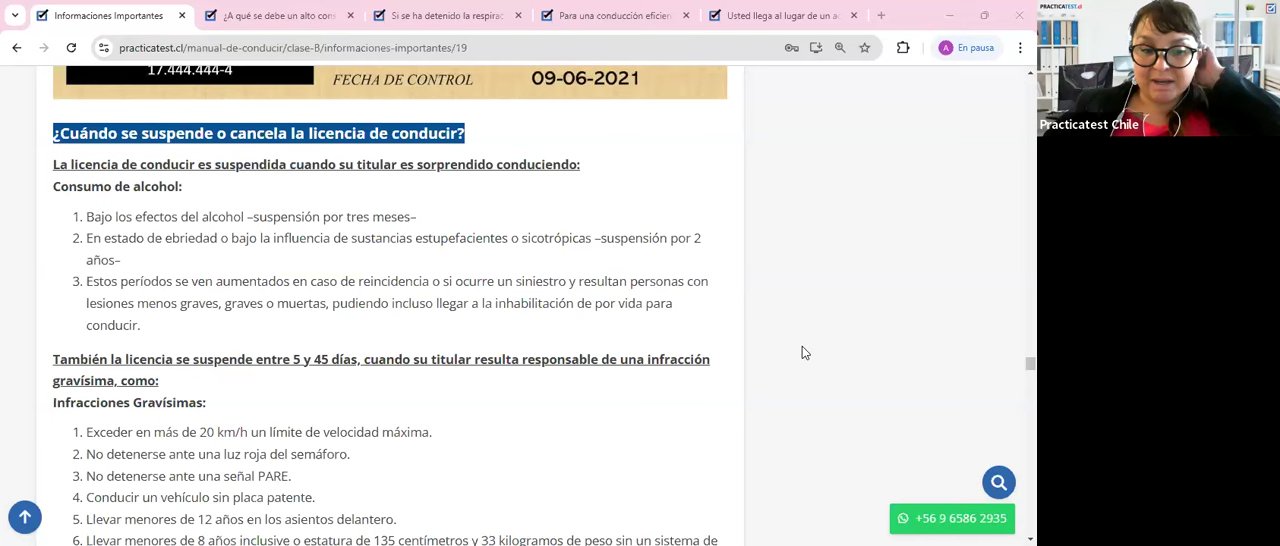 Informaciones Importantes
¿A qué se debe un alto cons
Si se ha detenido la respirac
Para una conducción eficien
Usted llega al lugar de un ac
practicatest.cl/manual-de-conducir/clase-B/informaciones-importantes/19
A
En pausa
PRACTICATEST.cl
Practicatest Chile
17.444.444-4
FECHA DE CONTROL
09-06-2021
¿Cuándo se suspende o cancela la licencia de conducir?
La licencia de conducir es suspendida cuando su titular es sorprendido conduciendo:
Consumo de alcohol:
1. Bajo los efectos del alcohol –suspensión por tres meses–
2. En estado de ebriedad o bajo la influencia de sustancias estupefacientes o sicotrópicas –suspensión por 2
años–
3. Estos períodos se ven aumentados en caso de reincidencia o si ocurre un siniestro y resultan personas con
lesiones menos graves, graves o muertas, pudiendo incluso llegar a la inhabilitación de por vida para
conducir.
También la licencia se suspende entre 5 y 45 días, cuando su titular resulta responsable de una infracción
gravísima, como:
Infracciones Gravísimas:
1. Exceder en más de 20 km/h un límite de velocidad máxima.
2. No detenerse ante una luz roja del semáforo.
3. No detenerse ante una señal PARE.
4. Conducir un vehículo sin placa patente.
5. Llevar menores de 12 años en los asientos delantero.
6. Llevar menores de 8 años inclusive o estatura de 135 centímetros y 33 kilogramos de peso sin un sistema de
+56 9 6586 2935